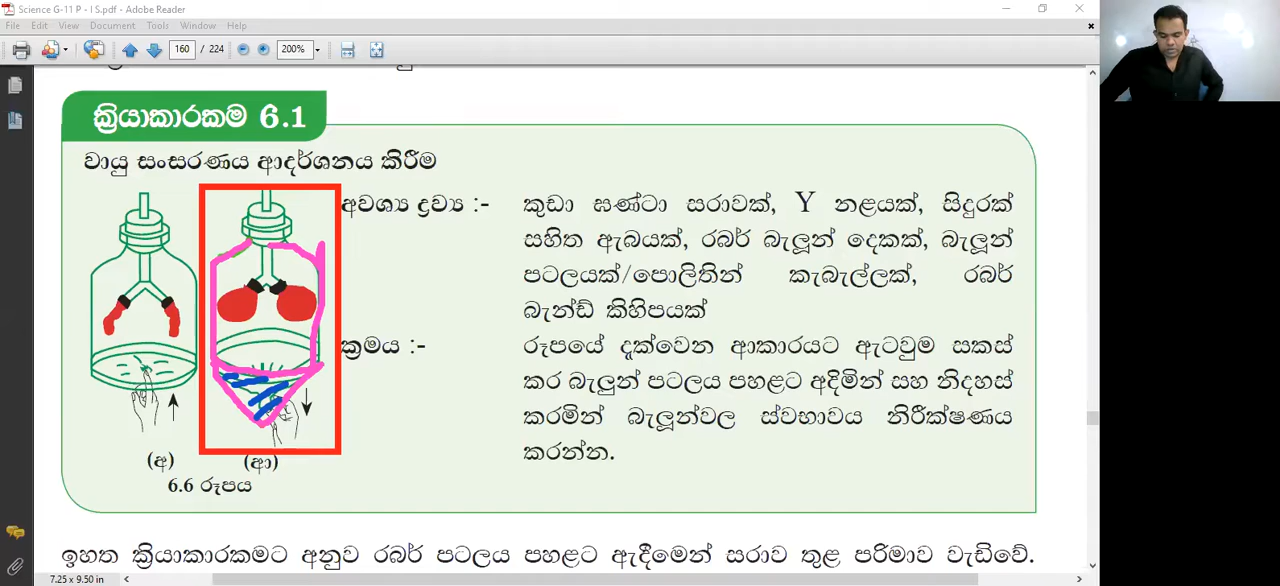 Science G-11 P - I S.pdf - Adobe Reader
File Edit View Document Tools Window Help
160 / 224 200%
ක්‍රියාකාරකම 6.1
වායු සංසරණය ආදර්ශනය කිරීම
අවශ්‍ය ද්‍රව්‍ය :- කුඩා ඝණ්ටා සරාවක්, Y නළයක්, සිදුරක්
සහිත ඇබයක්, රබර් බැලූන් දෙකක්, බැලූන්
පටලයක්/පොලිතින් කැබැල්ලක්, රබර්
බැන්ඩ් කිහිපයක්
ක්‍රමය :- රූපයේ දැක්වෙන ආකාරයට ඇටවුම සකස්
කර බැලූන් පටලය පහළට අදිමින් සහ නිදහස්
කරමින් බැලූන්වල ස්වභාවය නිරීක්ෂණය
කරන්න.
(අ) (ආ)
6.6 රූපය
ඉහත ක්‍රියාකාරකමට අනුව රබර් පටලය පහළට ඇදීමෙන් සරාව තුළ පරිමාව වැඩිවේ.
7.25 x 9.50 in